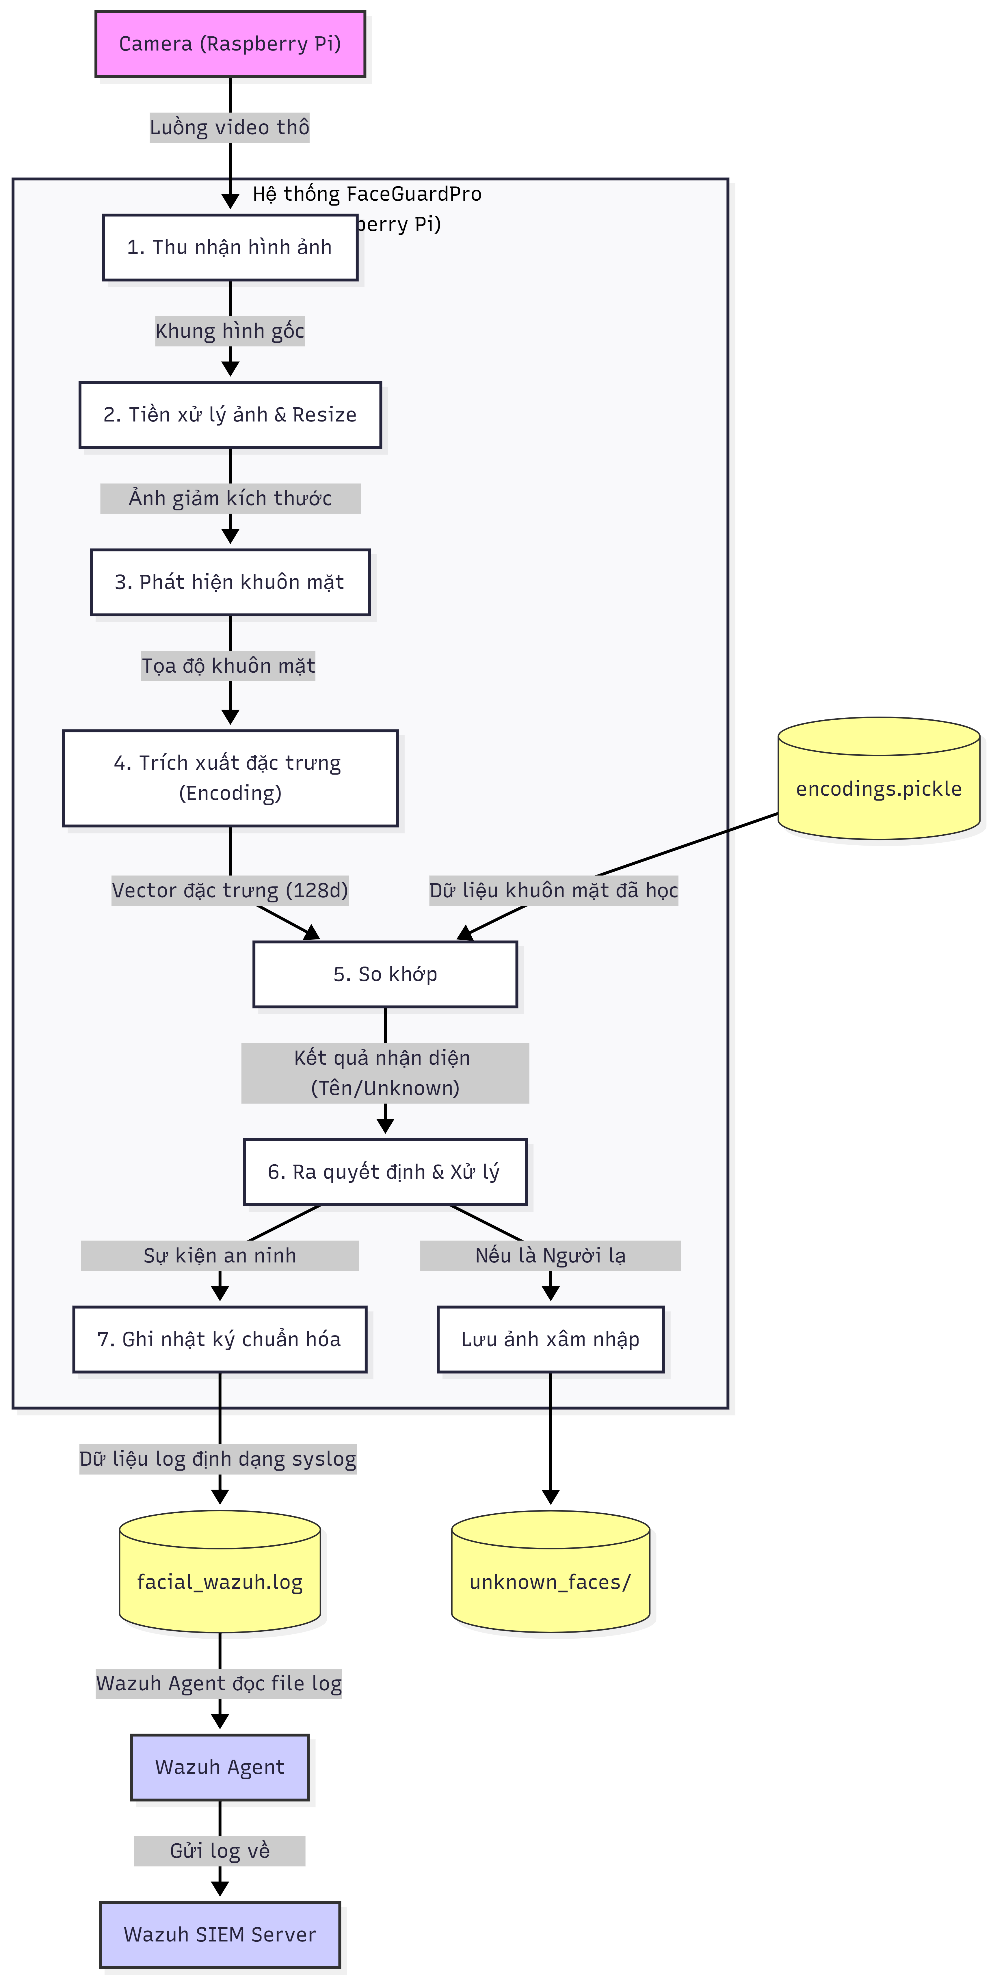 Camera (Raspberry Pi)
Luồng video thô
Hệ thống FaceGuardPro
berry Pi)
1. Thu nhận hình ảnh
Khung hình gốc
2. Tiền xử lý ảnh & Resize
Ảnh giảm kích thước
3. Phát hiện khuôn mặt
Tọa độ khuôn mặt
4. Trích xuất đặc trưng
(Encoding)
encodings.pickle
Vector đặc trưng (128d)
Dữ liệu khuôn mặt đã học
5. So khớp
Kết quả nhận diện
(Tên/Unknown)
6. Ra quyết định & Xử lý
Sự kiện an ninh
Nếu là Người lạ
7. Ghi nhật ký chuẩn hóa
Lưu ảnh xâm nhập
Dữ liệu log định dạng syslog
facial_wazuh.log
unknown_faces/
Wazuh Agent đọc file log
Wazuh Agent
Gửi log về
Wazuh SIEM Server